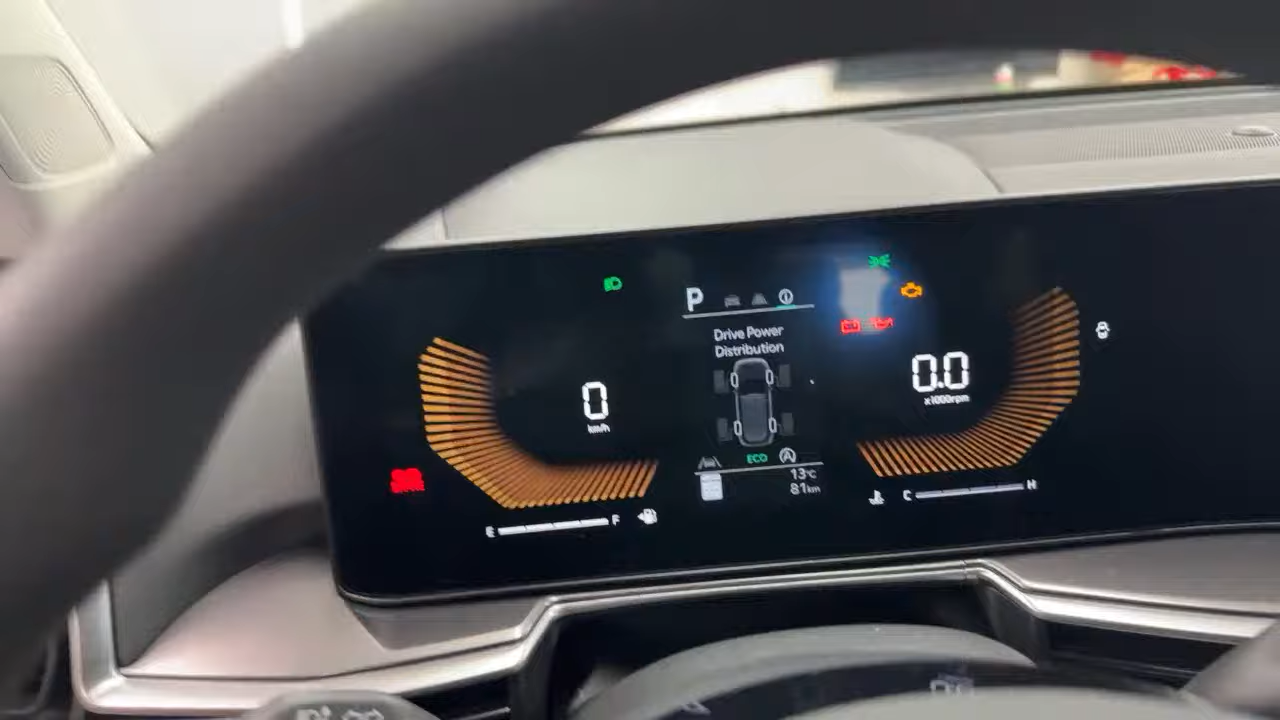 P
Drive Power
Distribution
0
km/h
0.0
x1000rpm
ECO
A
13°C
81km
E
F
C
H